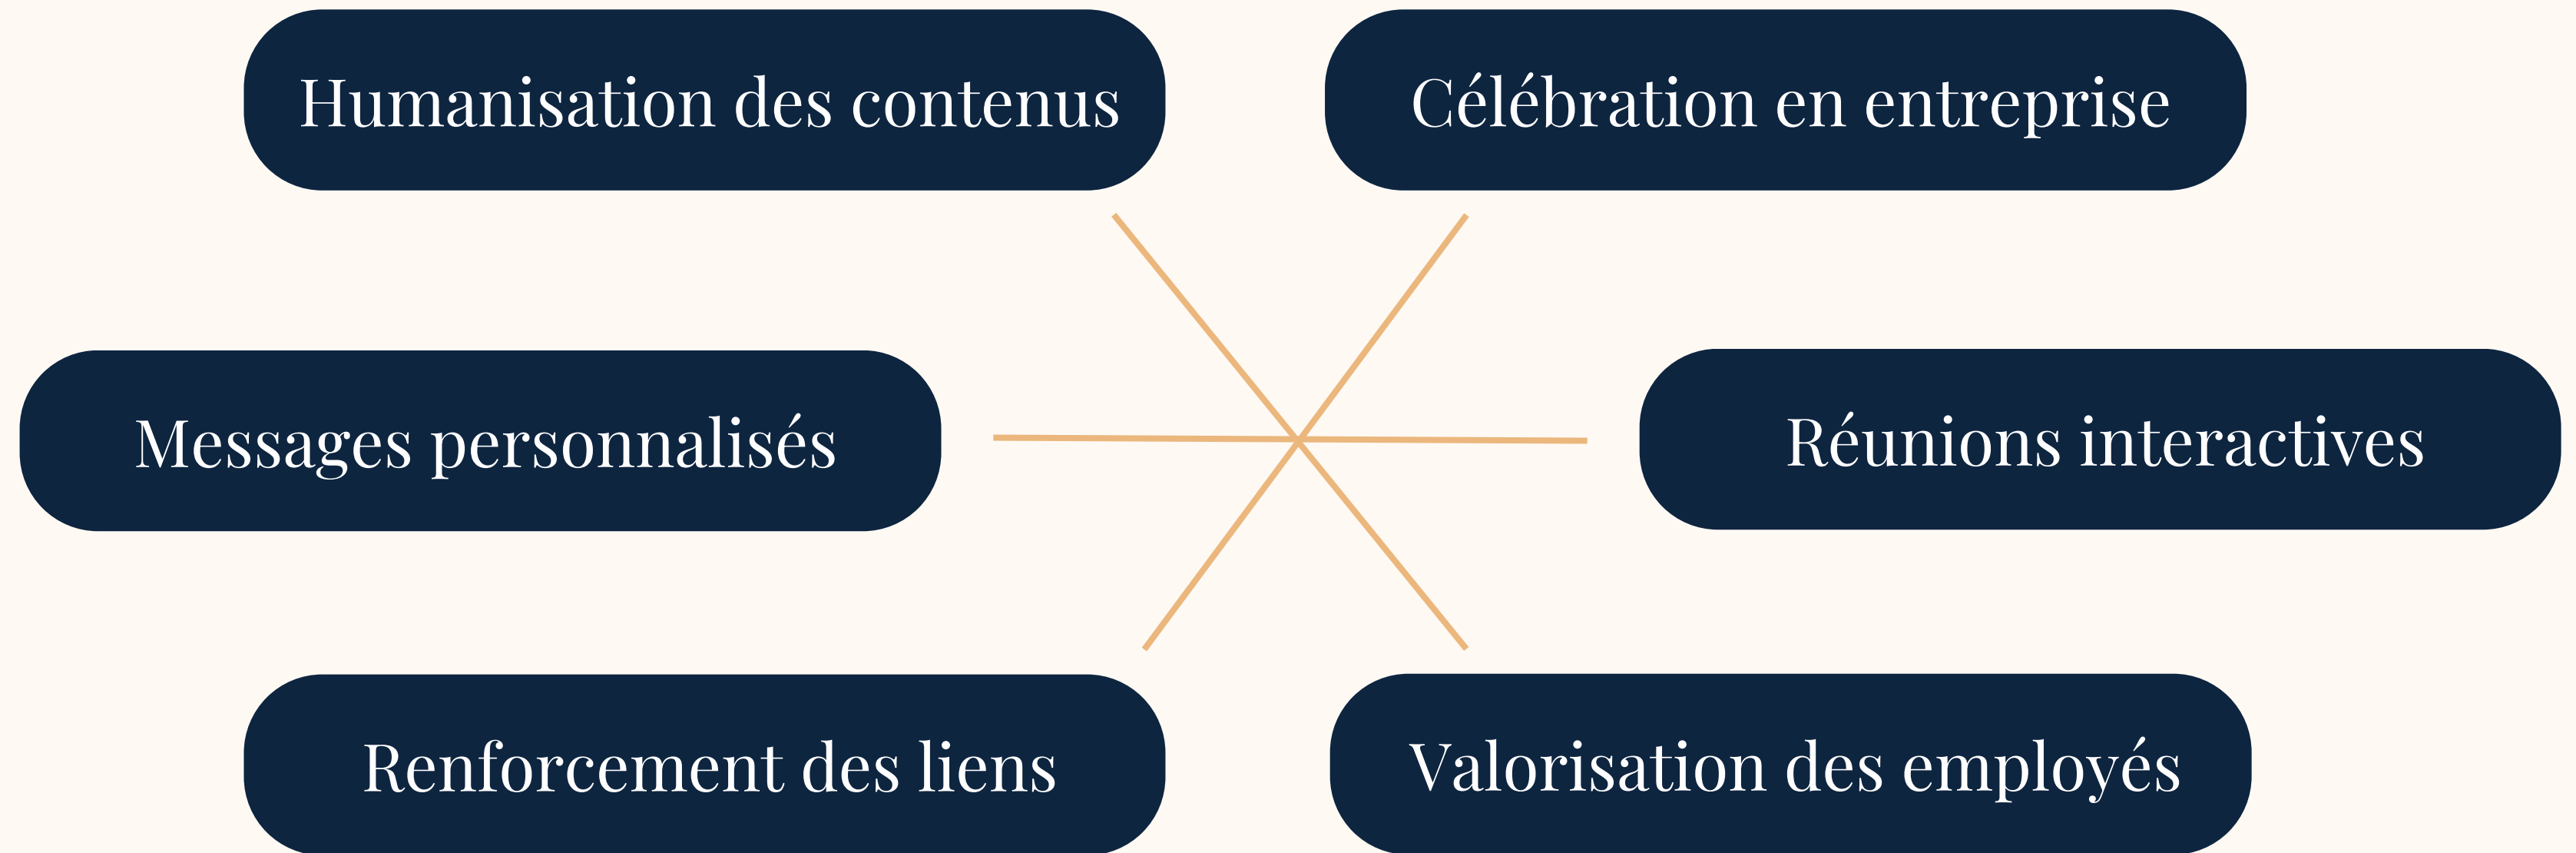 Humanisation des contenus
Célébration en entreprise
Messages personnalisés
Réunions interactives
Renforcement des liens
Valorisation des employés